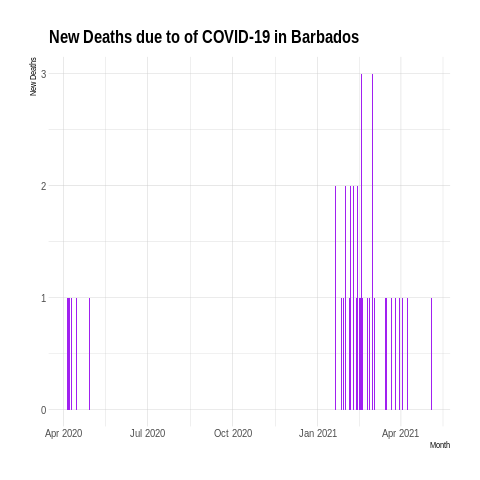 New Deaths due to of COVID-19 in Barbados
New Deaths
3
2
1
0
Apr 2020 Jul 2020 Oct 2020 Jan 2021 Apr 2021
Month